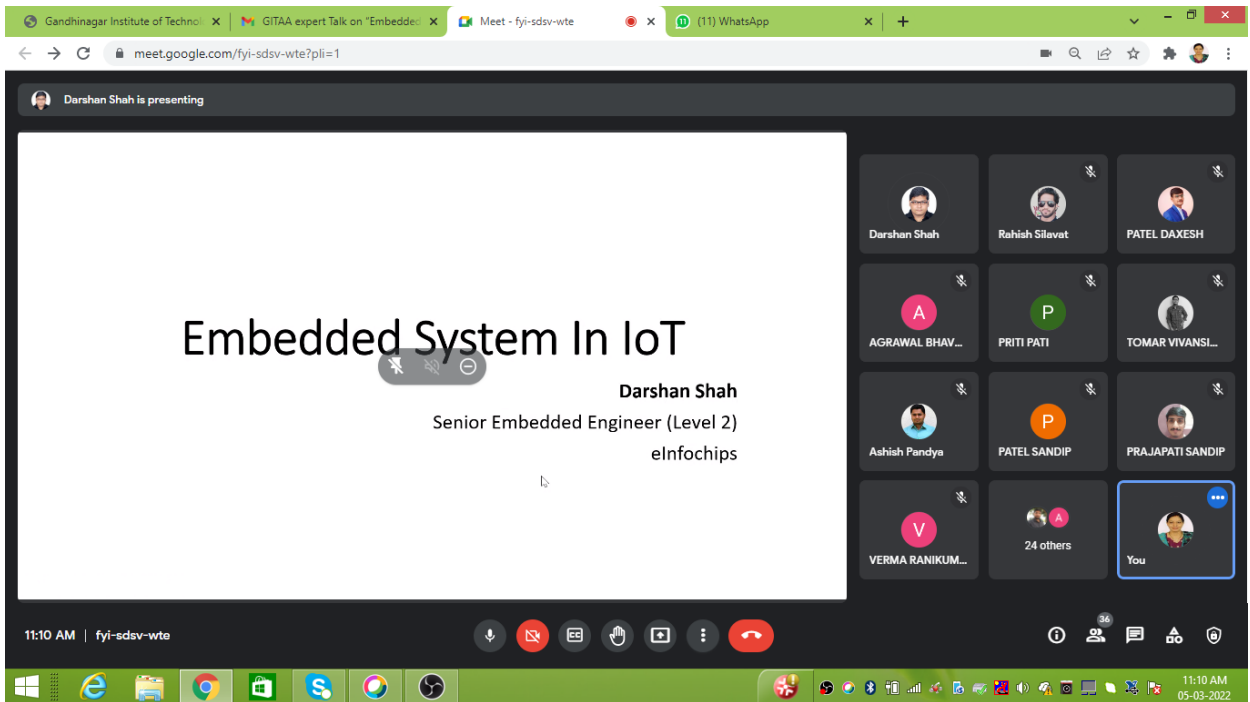 Gandhinagar Institute of Technol
GITAA expert Talk on "Embedded
Meet - fyi-sdsv-wte
11
(11) WhatsApp
meet.google.com/fyi-sdsv-wte?pli=1
Darshan Shah is presenting
Embedded System In IoT
Darshan Shah
Senior Embedded Engineer (Level 2)
eInfochips
Darshan Shah
Rahish Silavat
PATEL DAXESH
A
AGRAWAL BHAV...
P
PRITI PATI
TOMAR VIVANSI...
Ashish Pandya
P
PATEL SANDIP
PRAJAPATI SANDIP
V
VERMA RANIKUM...
A
24 others
You
11:10 AM | fyi-sdsv-wte
CC
36
S
11:10 AM
05-03-2022